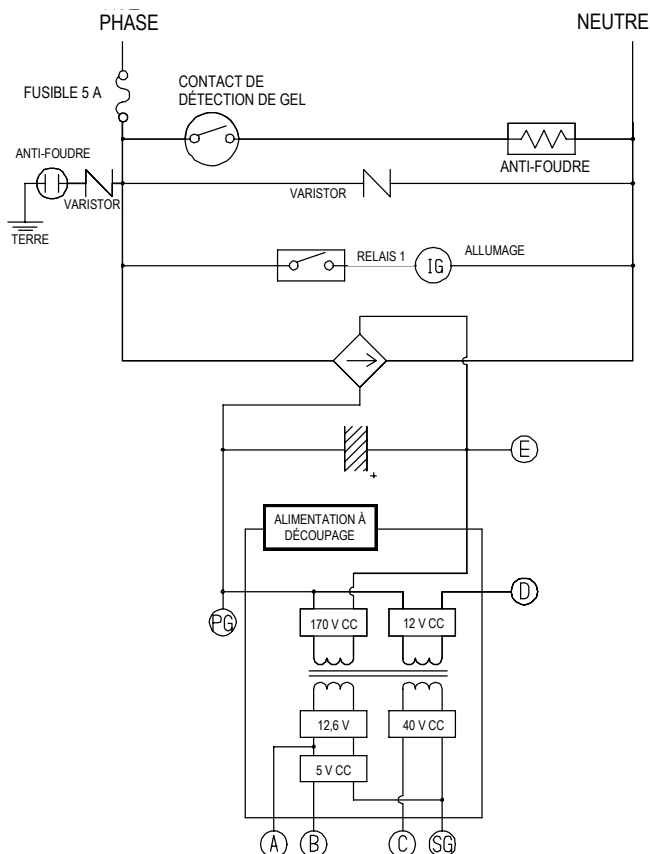 PHASE
NEUTRE
FUSIBLE 5 A
CONTACT DE
DÉTECTION DE GEL
ANTI-FOUDRE
ANTI-FOUDRE
VARISTOR
VARISTOR
TERRE
RELAIS 1
IG
ALLUMAGE
E
+
ALIMENTATION À
DÉCOUPAGE
D
PG
170 V CC
12 V CC
12,6 V
40 V CC
5 V CC
A
B
C
SG